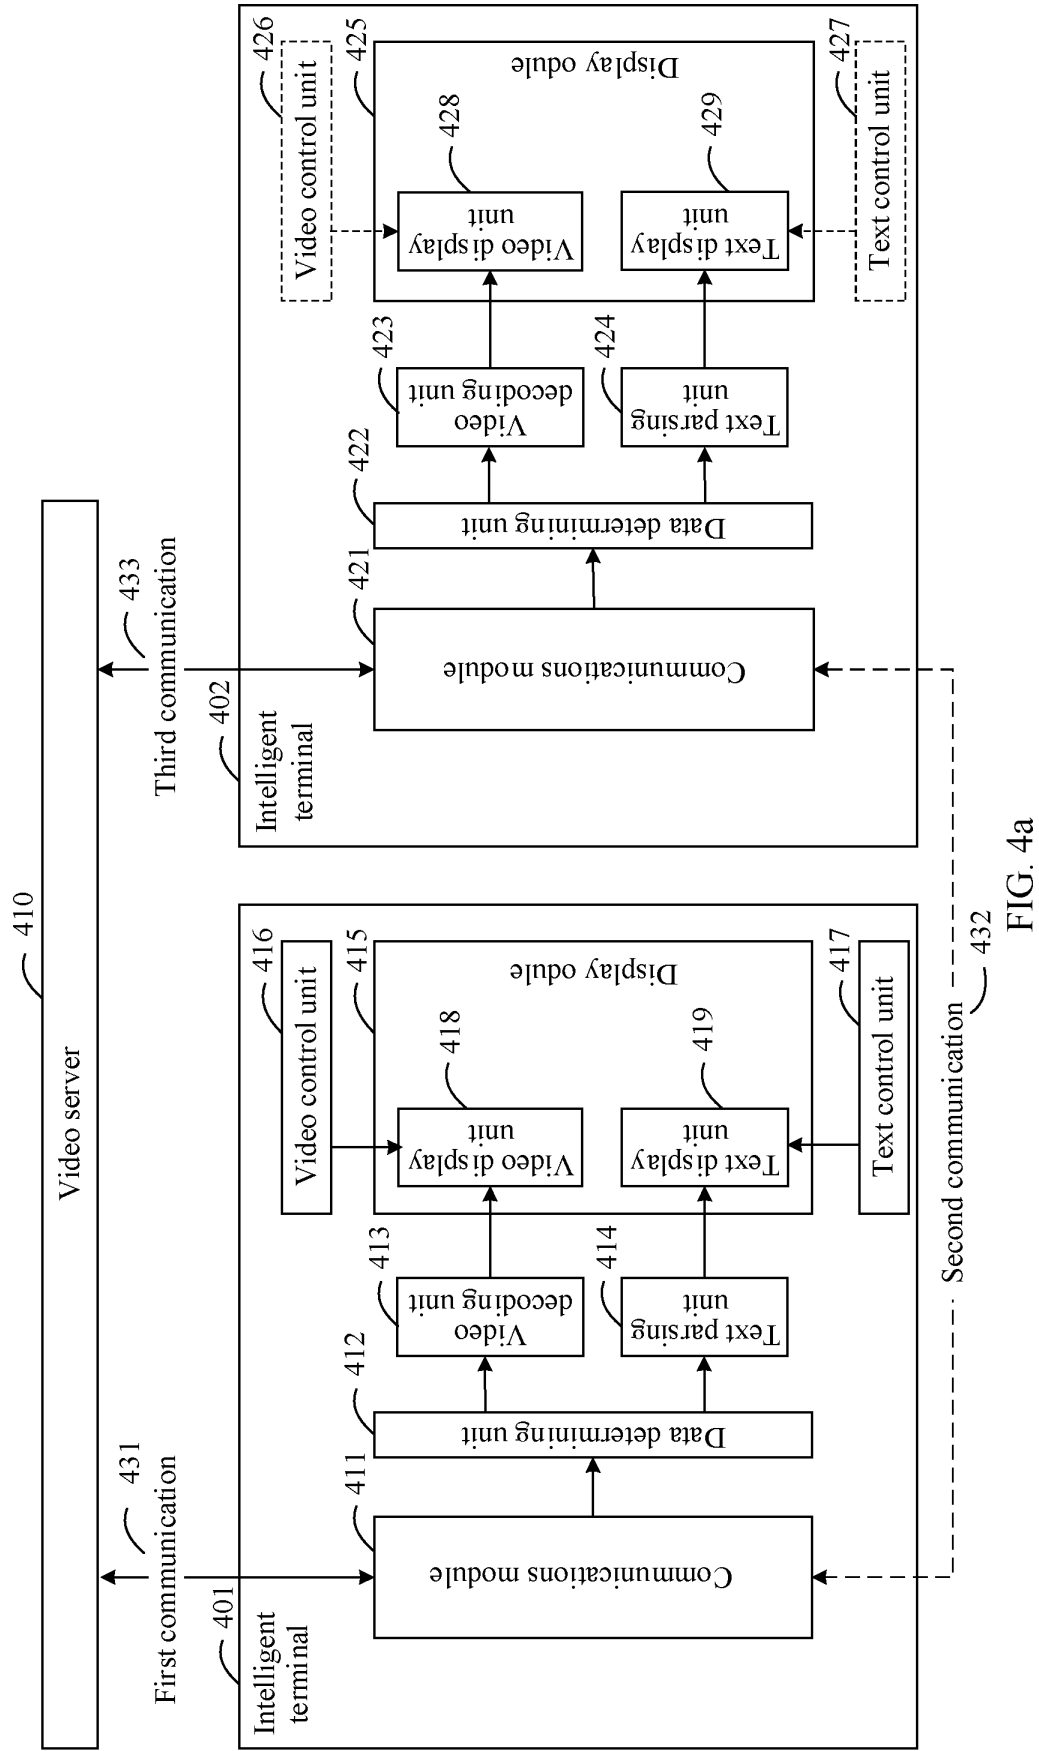 410
Video server
First communication
431
Third communication
433
401
Intelligent
terminal
411
Communications module
412
Data determining unit
413
Video
decoding unit
414
Text parsing
unit
415
Display odule
416
Video control unit
418
Video display
unit
419
Text display
unit
417
Text control unit
402
Intelligent
terminal
421
Communications module
422
Data determining unit
423
Video
decoding unit
424
Text parsing
unit
425
Display odule
426
Video control unit
428
Video display
unit
429
Text display
unit
427
Text control unit
Second communication
432
FIG. 4a